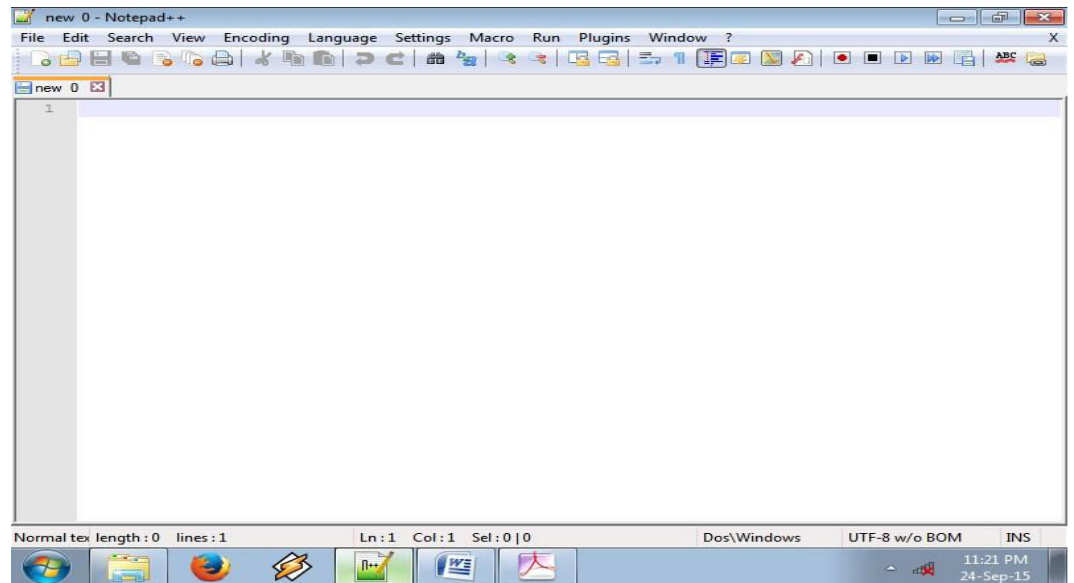 new 0 - Notepad++
File Edit Search View Encoding Language Settings Macro Run Plugins Window ? X
ABC
new 0
1
Normal tex length : 0 lines : 1 Ln : 1 Col : 1 Sel : 0 | 0 Dos\Windows UTF-8 w/o BOM INS
11:21 PM
24-Sep-15